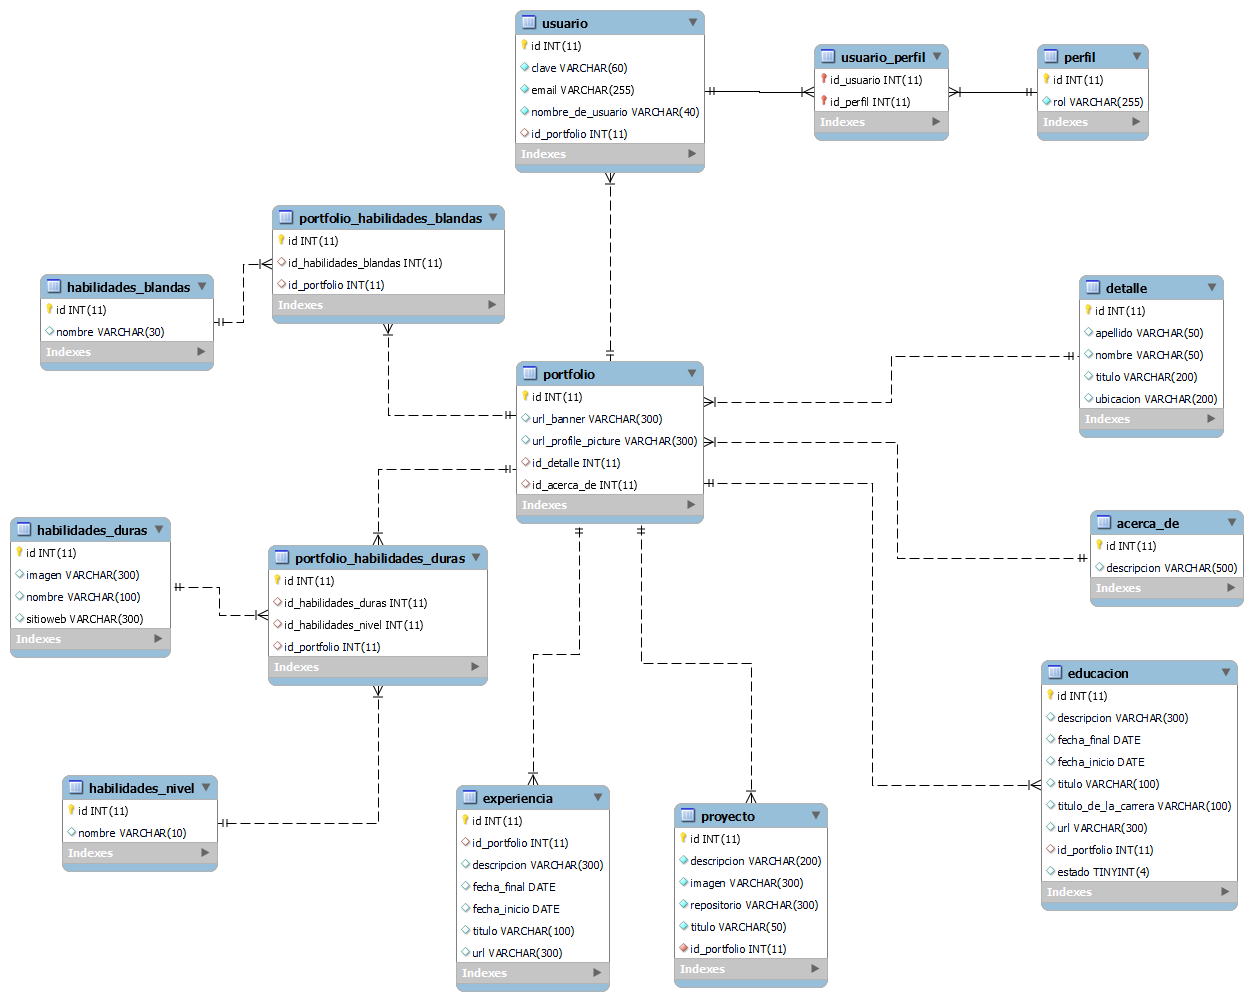 usuario
id INT(11)
clave VARCHAR(60)
email VARCHAR(255)
nombre_de_usuario VARCHAR(40)
id_portfolio INT(11)
Indexes
usuario_perfil
id_usuario INT(11)
id_perfil INT(11)
Indexes
perfil
id INT(11)
rol VARCHAR(255)
Indexes
portfolio_habilidades_blandas
id INT(11)
id_habilidades_blandas INT(11)
id_portfolio INT(11)
Indexes
habilidades_blandas
id INT(11)
nombre VARCHAR(30)
Indexes
detalle
id INT(11)
apellido VARCHAR(50)
nombre VARCHAR(50)
titulo VARCHAR(200)
ubicacion VARCHAR(200)
Indexes
portfolio
id INT(11)
url_banner VARCHAR(300)
url_profile_picture VARCHAR(300)
id_detalle INT(11)
id_acerca_de INT(11)
Indexes
acerca_de
id INT(11)
descripcion VARCHAR(500)
Indexes
habilidades_duras
id INT(11)
imagen VARCHAR(300)
nombre VARCHAR(100)
sitioweb VARCHAR(300)
Indexes
portfolio_habilidades_duras
id INT(11)
id_habilidades_duras INT(11)
id_habilidades_nivel INT(11)
id_portfolio INT(11)
Indexes
educacion
id INT(11)
descripcion VARCHAR(300)
fecha_final DATE
fecha_inicio DATE
titulo VARCHAR(100)
titulo_de_la_carrera VARCHAR(100)
url VARCHAR(300)
id_portfolio INT(11)
estado TINYINT(4)
Indexes
habilidades_nivel
id INT(11)
nombre VARCHAR(10)
Indexes
experiencia
id INT(11)
id_portfolio INT(11)
descripcion VARCHAR(300)
fecha_final DATE
fecha_inicio DATE
titulo VARCHAR(100)
url VARCHAR(300)
Indexes
proyecto
id INT(11)
descripcion VARCHAR(200)
imagen VARCHAR(300)
repositorio VARCHAR(300)
titulo VARCHAR(50)
id_portfolio INT(11)
Indexes